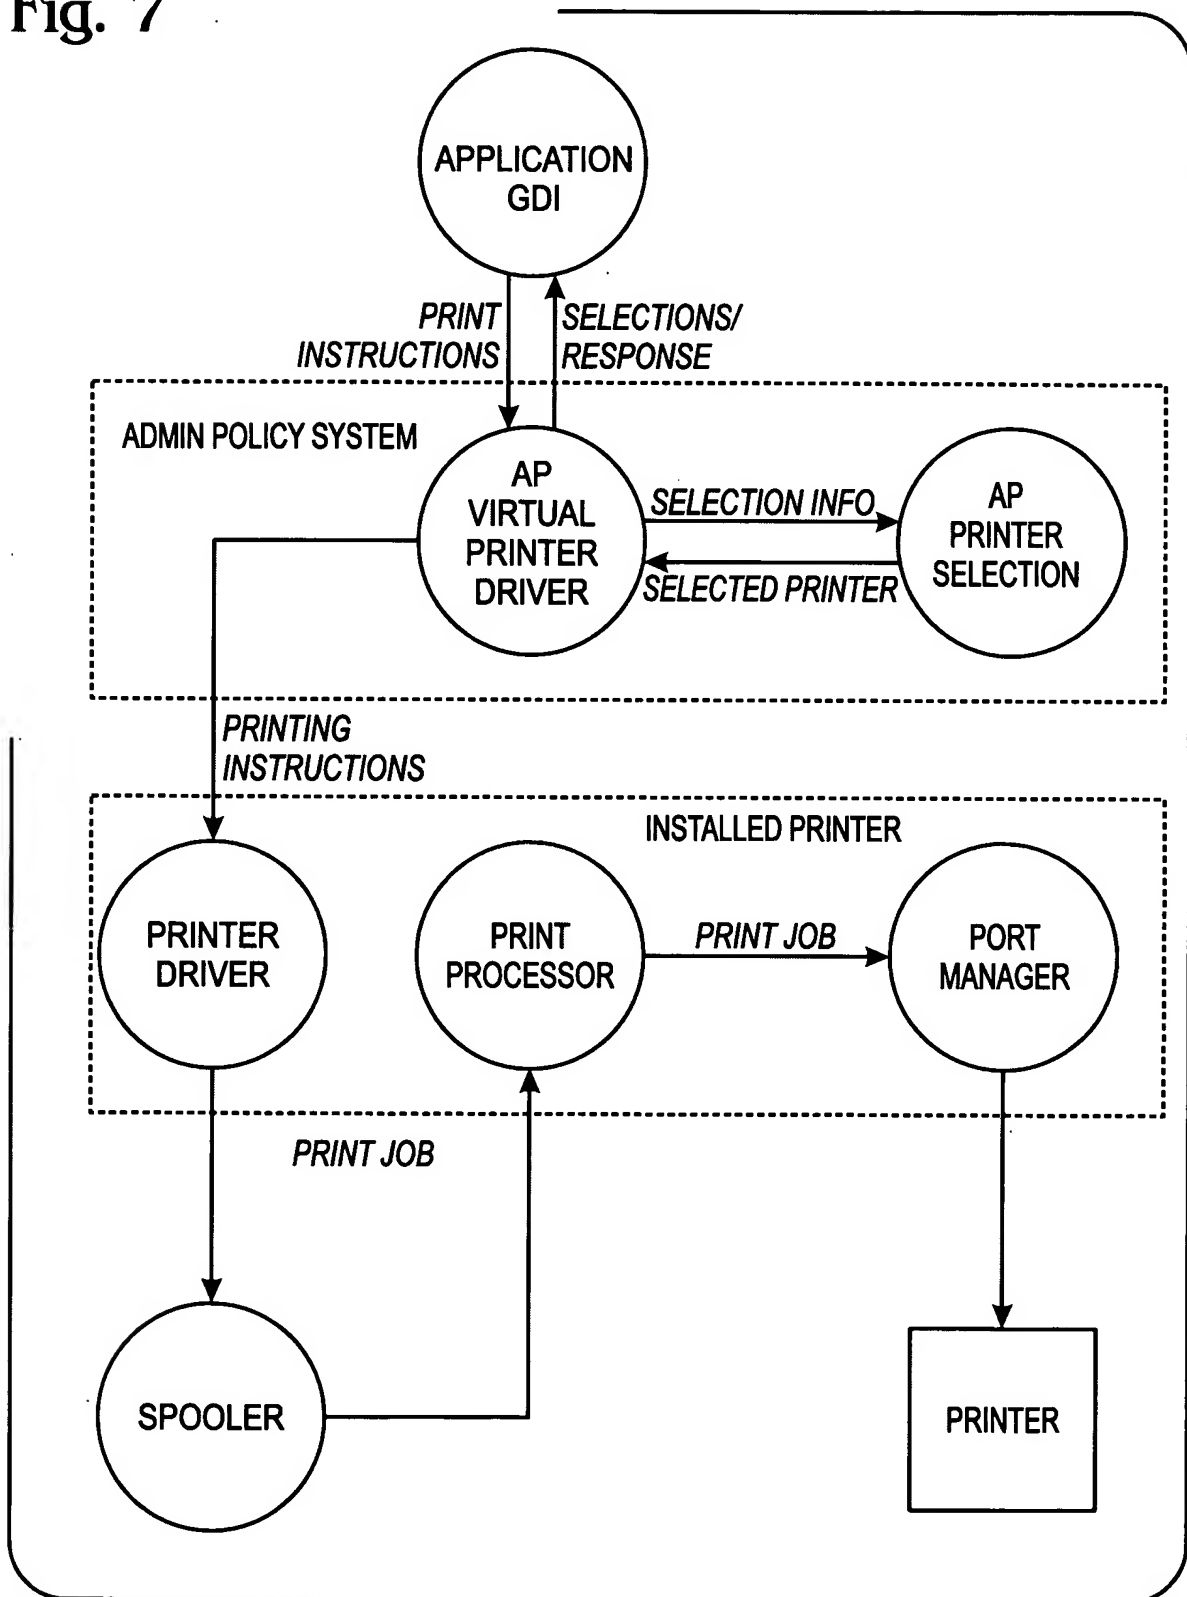 Fig. 7
APPLICATION
GDI
PRINT
INSTRUCTIONS
SELECTIONS/
RESPONSE
ADMIN POLICY SYSTEM
AP
VIRTUAL
PRINTER
DRIVER
SELECTION INFO
SELECTED PRINTER
AP
PRINTER
SELECTION
PRINTING
INSTRUCTIONS
INSTALLED PRINTER
PRINTER
DRIVER
PRINT
PROCESSOR
PRINT JOB
PORT
MANAGER
PRINT JOB
SPOOLER
PRINTER